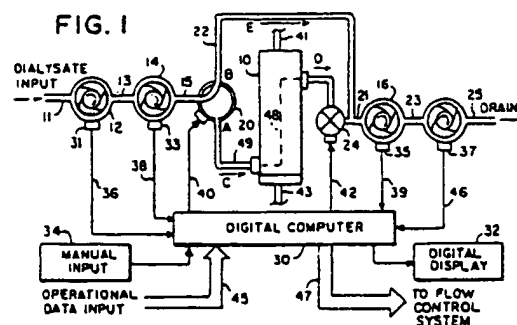 FIG. 1
E
41
22
14
10
D
DIALYSATE
INPUT
13
15
B
16
11
12
20
48
21
23
25
DRAIN
31
33
A
49
24
35
37
36
38
40
C
43
42
39
46
34
DIGITAL COMPUTER
32
MANUAL
INPUT
30
DIGITAL
DISPLAY
OPERATIONAL
DATA INPUT
45
47
TO FLOW
CONTROL
SYSTEM